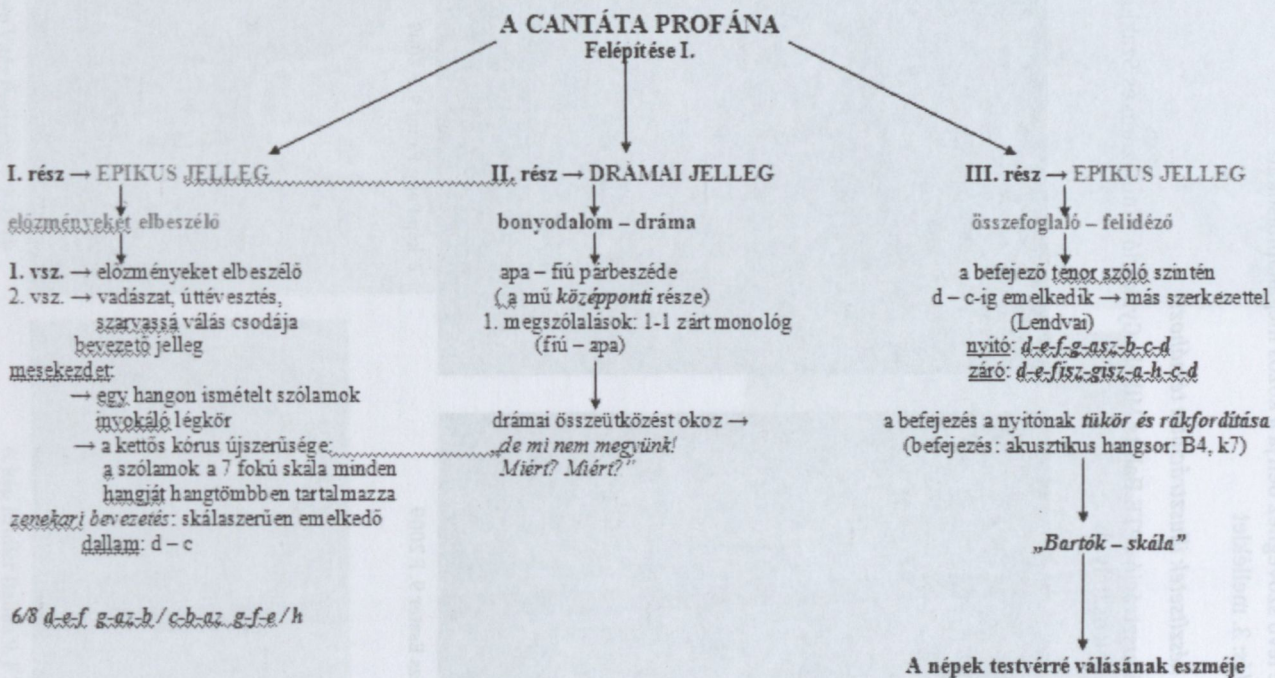 A CANTÁTA PROFÁNA
Felépítése I.
I. rész → EPIKUS JELLEG
előzményeket elbeszélő
1. vsz. → előzményeket elbeszélő
2. vsz. → vadászat, úttévesztés,
szarvassá válás csodája
bevezető jelleg
mesekezdet:
→ egy hangon ismételt szólamok
invokáló légkör
→ a kettős kórus újszerűsége:
a szólamok a 7 fokú skála minden
hangját hangtömbben tartalmazza
zenekari bevezetés: skálaszerűen emelkedő
dallam: d – c
6/8 d-e-f g-az-b / c-b-az g-f-e / h
II. rész → DRÁMAI JELLEG
bonyodalom – dráma
apa – fiú párbeszéde
( a mű középponti része)
1. megszólalások: 1-1 zárt monológ
(fiú – apa)
drámai összeütközést okoz →
„de mi nem megyünk!
Miért? Miért?”
III. rész → EPIKUS JELLEG
összefoglaló – felidéző
a befejező tenor szóló szintén
d – c-ig emelkedik → más szerkezettel
(Lendvai)
nyitó: d-e-f-g-asz-b-c-d
záró: d-e-fisz-gisz-a-h-c-d
a befejezés a nyitónak tükör és rákfordítása
(befejezés: akusztikus hangsor: B4, k7)
„Bartók – skála”
A népek testvérré válásának eszméje